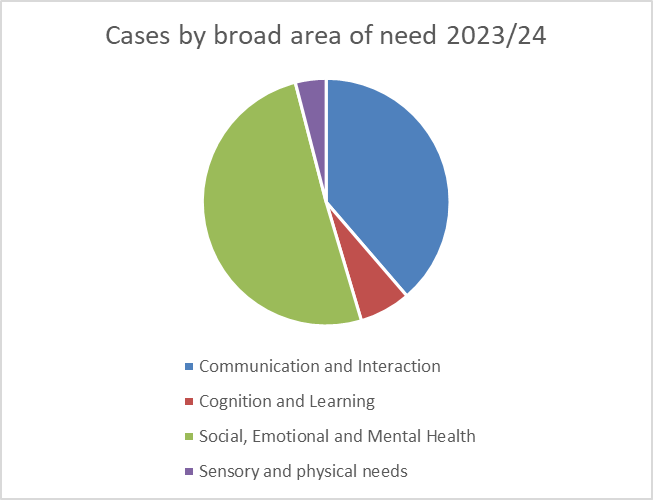 Cases by broad area of need 2023/24
Communication and Interaction
Cognition and Learning
Social, Emotional and Mental Health
Sensory and physical needs